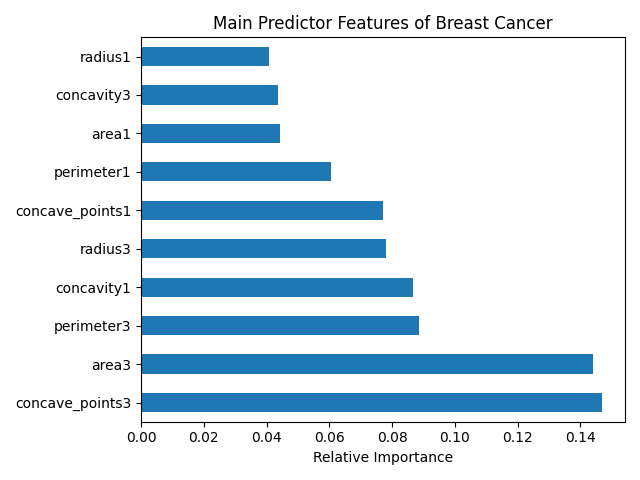 Main Predictor Features of Breast Cancer
radius1
concavity3
area1
perimeter1
concave_points1
radius3
concavity1
perimeter3
area3
concave_points3
0.00 0.02 0.04 0.06 0.08 0.10 0.12 0.14
Relative Importance